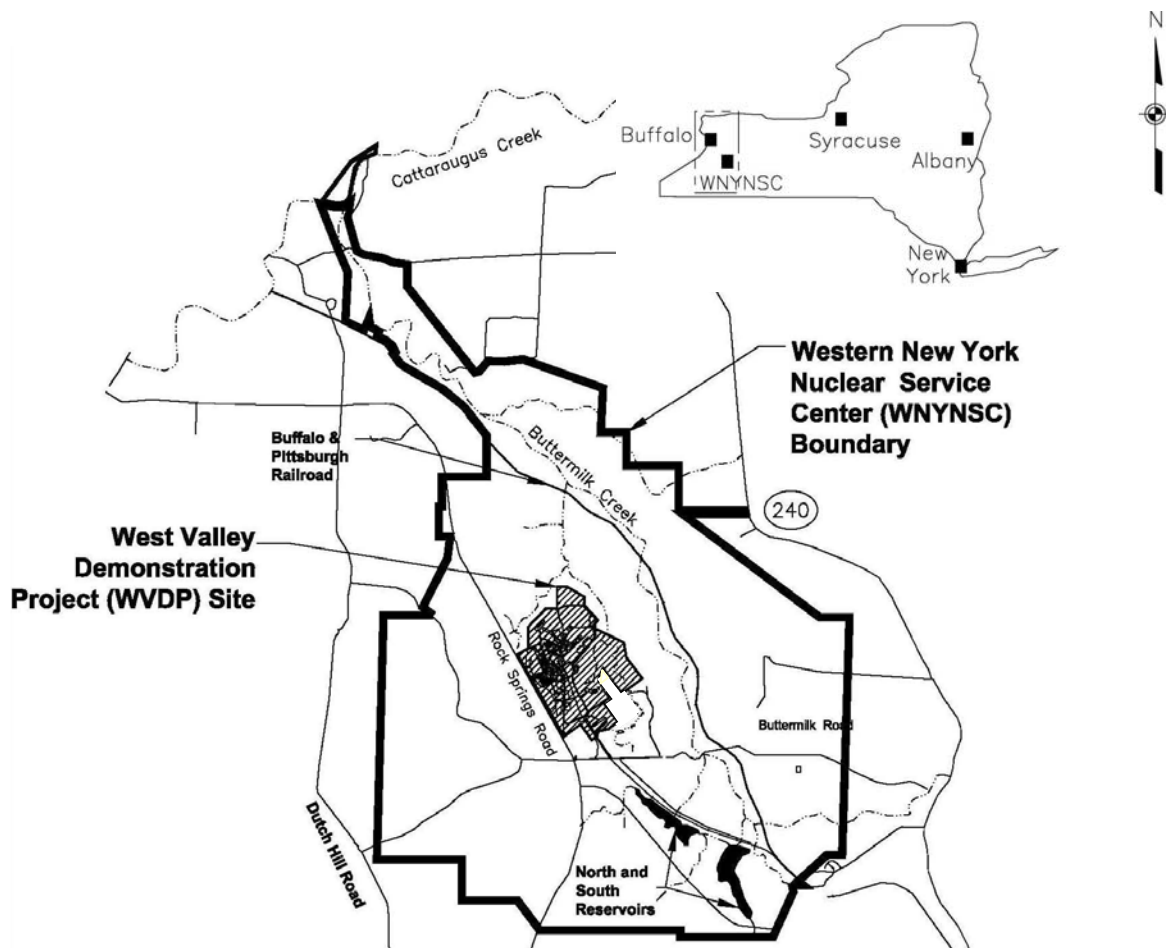 N
Cattaraugus Creek
Buffalo
WNYNSC
Syracuse
Albany
New
York
Western New York
Nuclear Service
Center (WNYNSC)
Boundary
Buffalo &
Pittsburgh
Railroad
Buttermilk Creek
240
West Valley
Demonstration
Project (WVDP) Site
Rock Springs Road
Buttermilk Road
Dutch Hill Road
North and
South
Reservoirs